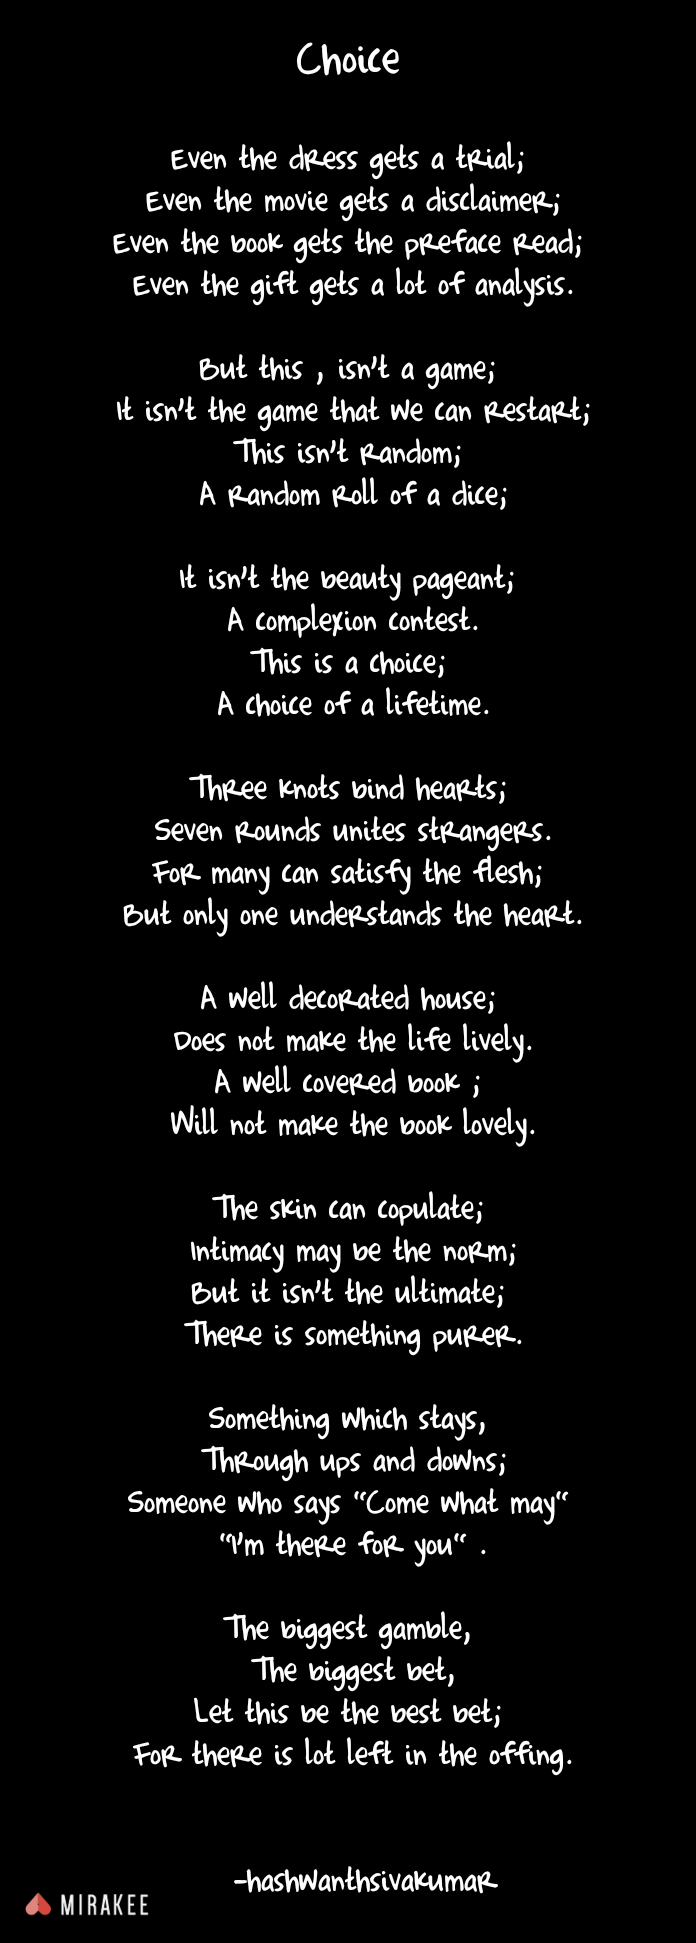 Choice
Even the dress gets a trial;
Even the movie gets a disclaimer;
Even the book gets the preface read;
Even the gift gets a lot of analysis.
But this , isn't a game;
It isn't the game that we can restart;
This isn't random;
A random roll of a dice;
It isn't the beauty pageant;
A complexion contest.
This is a choice;
A choice of a lifetime.
Three knots bind hearts;
Seven rounds unites strangers.
For many can satisfy the flesh;
But only one understands the heart.
A well decorated house;
Does not make the life lively.
A well covered book ;
Will not make the book lovely.
The skin can copulate;
Intimacy may be the norm;
But it isn't the ultimate;
There is something purer.
Something which stays,
Through ups and downs;
Someone who says “Come what may“
“I'm there for you“ .
The biggest gamble,
The biggest bet,
Let this be the best bet;
For there is lot left in the offing.
-hashwanthsivakumar
MIRAKEE